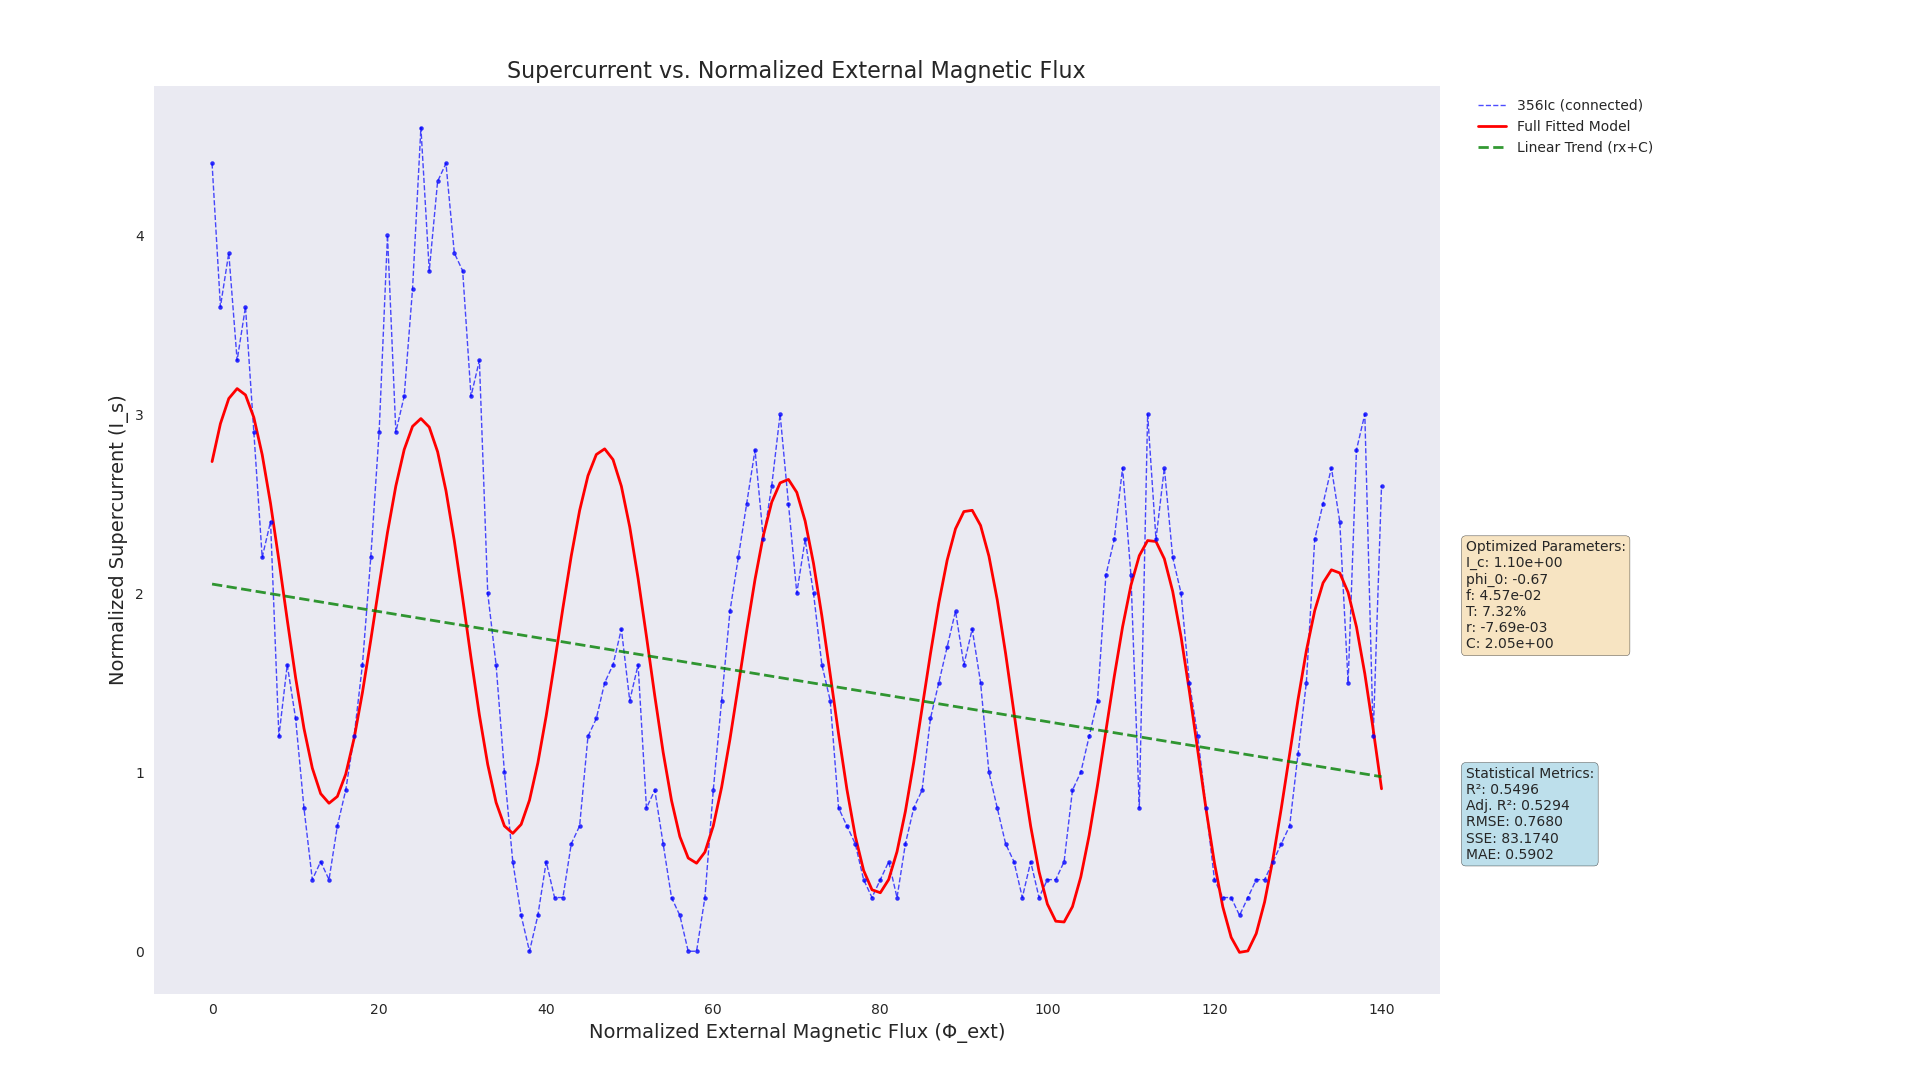 Supercurrent vs. Normalized External Magnetic Flux
356Ic (connected)
Full Fitted Model
Linear Trend (rx+C)
Normalized Supercurrent (I_s)
4
3
2
1
0
0 20 40 60 80 100 120 140
Normalized External Magnetic Flux (Φ_ext)
Optimized Parameters:
I_c: 1.10e+00
phi_0: -0.67
f: 4.57e-02
T: 7.32%
r: -7.69e-03
C: 2.05e+00
Statistical Metrics:
R²: 0.5496
Adj. R²: 0.5294
RMSE: 0.7680
SSE: 83.1740
MAE: 0.5902